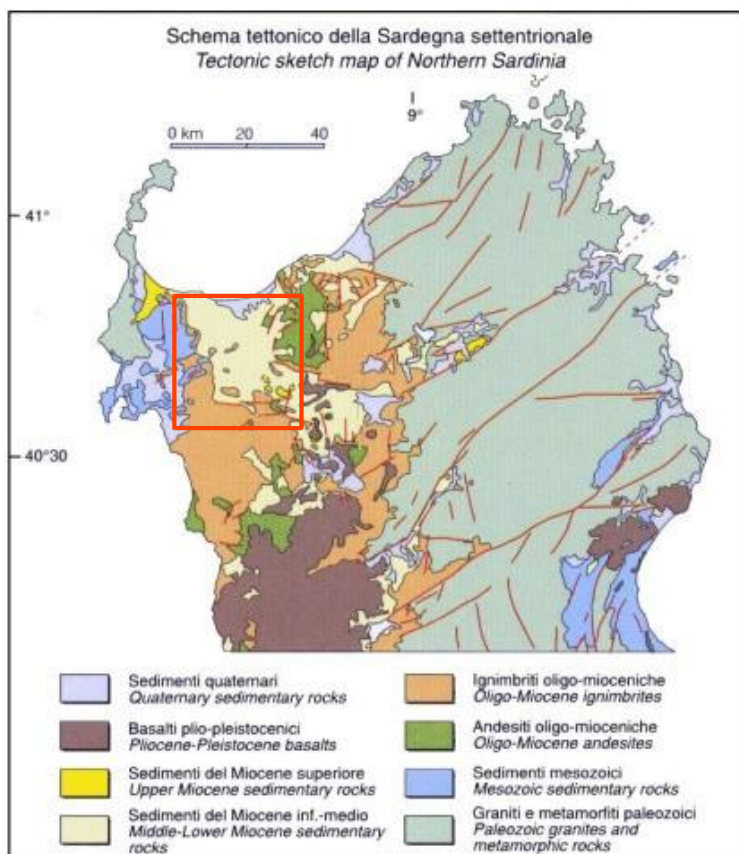 Schema tettonico della Sardegna settentrionale
Tectonic sketch map of Northern Sardinia
9°
0 km 20 40
41°
40°30
Sedimenti quaternari
Quaternary sedimentary rocks
Basalti plio-pleistocenici
Pliocene-Pleistocene basalts
Sedimenti del Miocene superiore
Upper Miocene sedimentary rocks
Sedimenti del Miocene inf.-medio
Middle-Lower Miocene sedimentary
rocks
Ignimbriti oligo-mioceniche
Oligo-Miocene ignimbrites
Andesiti oligo-mioceniche
Oligo-Miocene andesites
Sedimenti mesozoici
Mesozoic sedimentary rocks
Graniti e metamorfiti paleozoici
Paleozoic granites and
metamorphic rocks